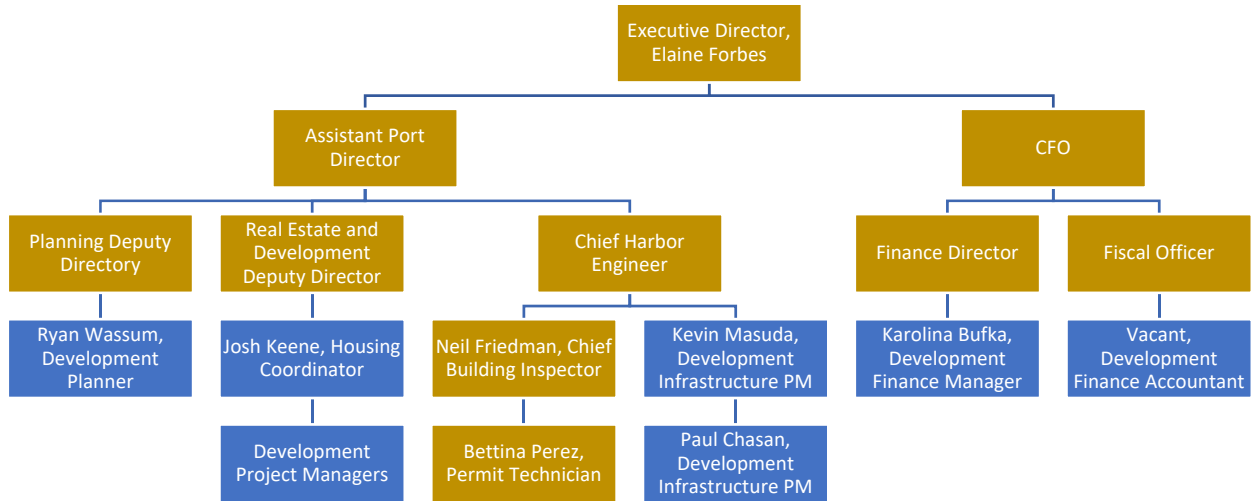 Executive Director,
Elaine Forbes
Assistant Port
Director
CFO
Planning Deputy
Directory
Real Estate and
Development
Deputy Director
Chief Harbor
Engineer
Finance Director
Fiscal Officer
Ryan Wassum,
Development
Planner
Josh Keene, Housing
Coordinator
Neil Friedman, Chief
Building Inspector
Kevin Masuda,
Development
Infrastructure PM
Karolina Bufka,
Development
Finance Manager
Vacant,
Development
Finance Accountant
Development
Project Managers
Bettina Perez,
Permit Technician
Paul Chasan,
Development
Infrastructure PM